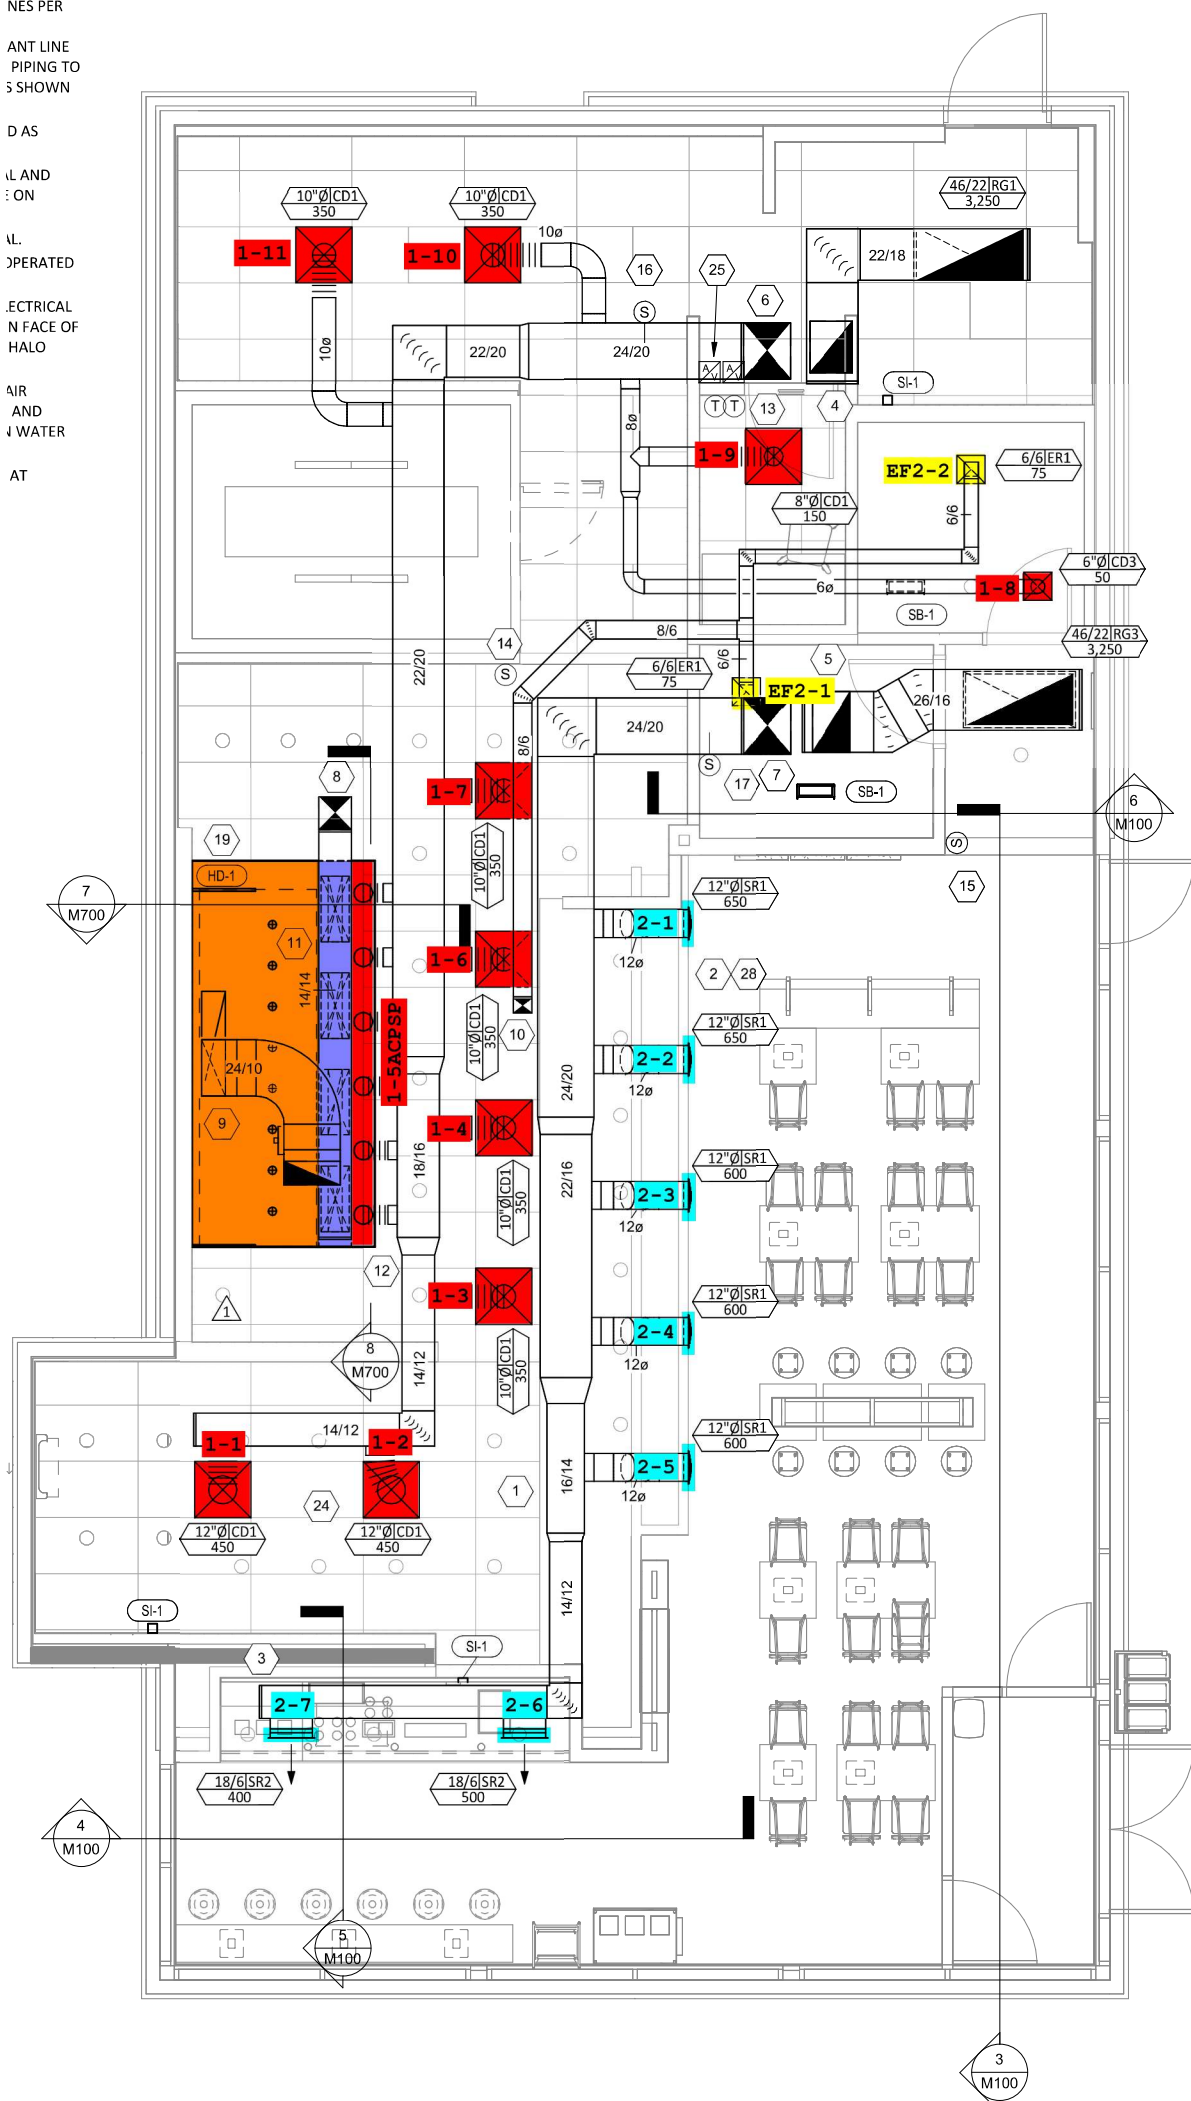 NES PER
ANT LINE
PIPING TO
S SHOWN
D AS
AL AND
E ON
AL.
OPERATED
LECTRICAL
N FACE OF
HALO
AIR
AND
N WATER
AT
10"Ø CD1
350
10"Ø CD1
350
46/22 RG1
3,250
1-11
1-10
10ø
22/18
16
25
6
S
10ø
22/20
24/20
A V
A V
SI-1
T T
13
4
8ø
1-9
EF2-2
6/6 ER1
75
8"Ø CD1
150
6/6
6"Ø CD3
50
6ø
1-8
SB-1
8/6
46/22 RG3
3,250
14
22/20
S
6/6 ER1
75
6/6
5
EF2-1
26/16
24/20
8/6
S
17
7
SB-1
8
1-7
6
M100
19
10"Ø CD1
350
S
HD-1
7
M700
12"Ø SR1
650
15
2-1
12ø
11
14/14
1-6
2
28
1-5ACPSP
10"Ø CD1
350
10
12"Ø SR1
650
2-2
12ø
24/10
24/20
9
1-4
18/16
22/16
12"Ø SR1
600
2-3
12ø
10"Ø CD1
350
12
1-3
12"Ø SR1
600
1
2-4
12ø
8
M700
14/12
10"Ø CD1
350
14/12
1-1
1-2
12"Ø SR1
600
2-5
12ø
16/14
24
1
12"Ø CD1
450
12"Ø CD1
450
14/12
SI-1
3
SI-1
2-7
2-6
18/6 SR2
400
18/6 SR2
500
4
M100
5
M100
3
M100